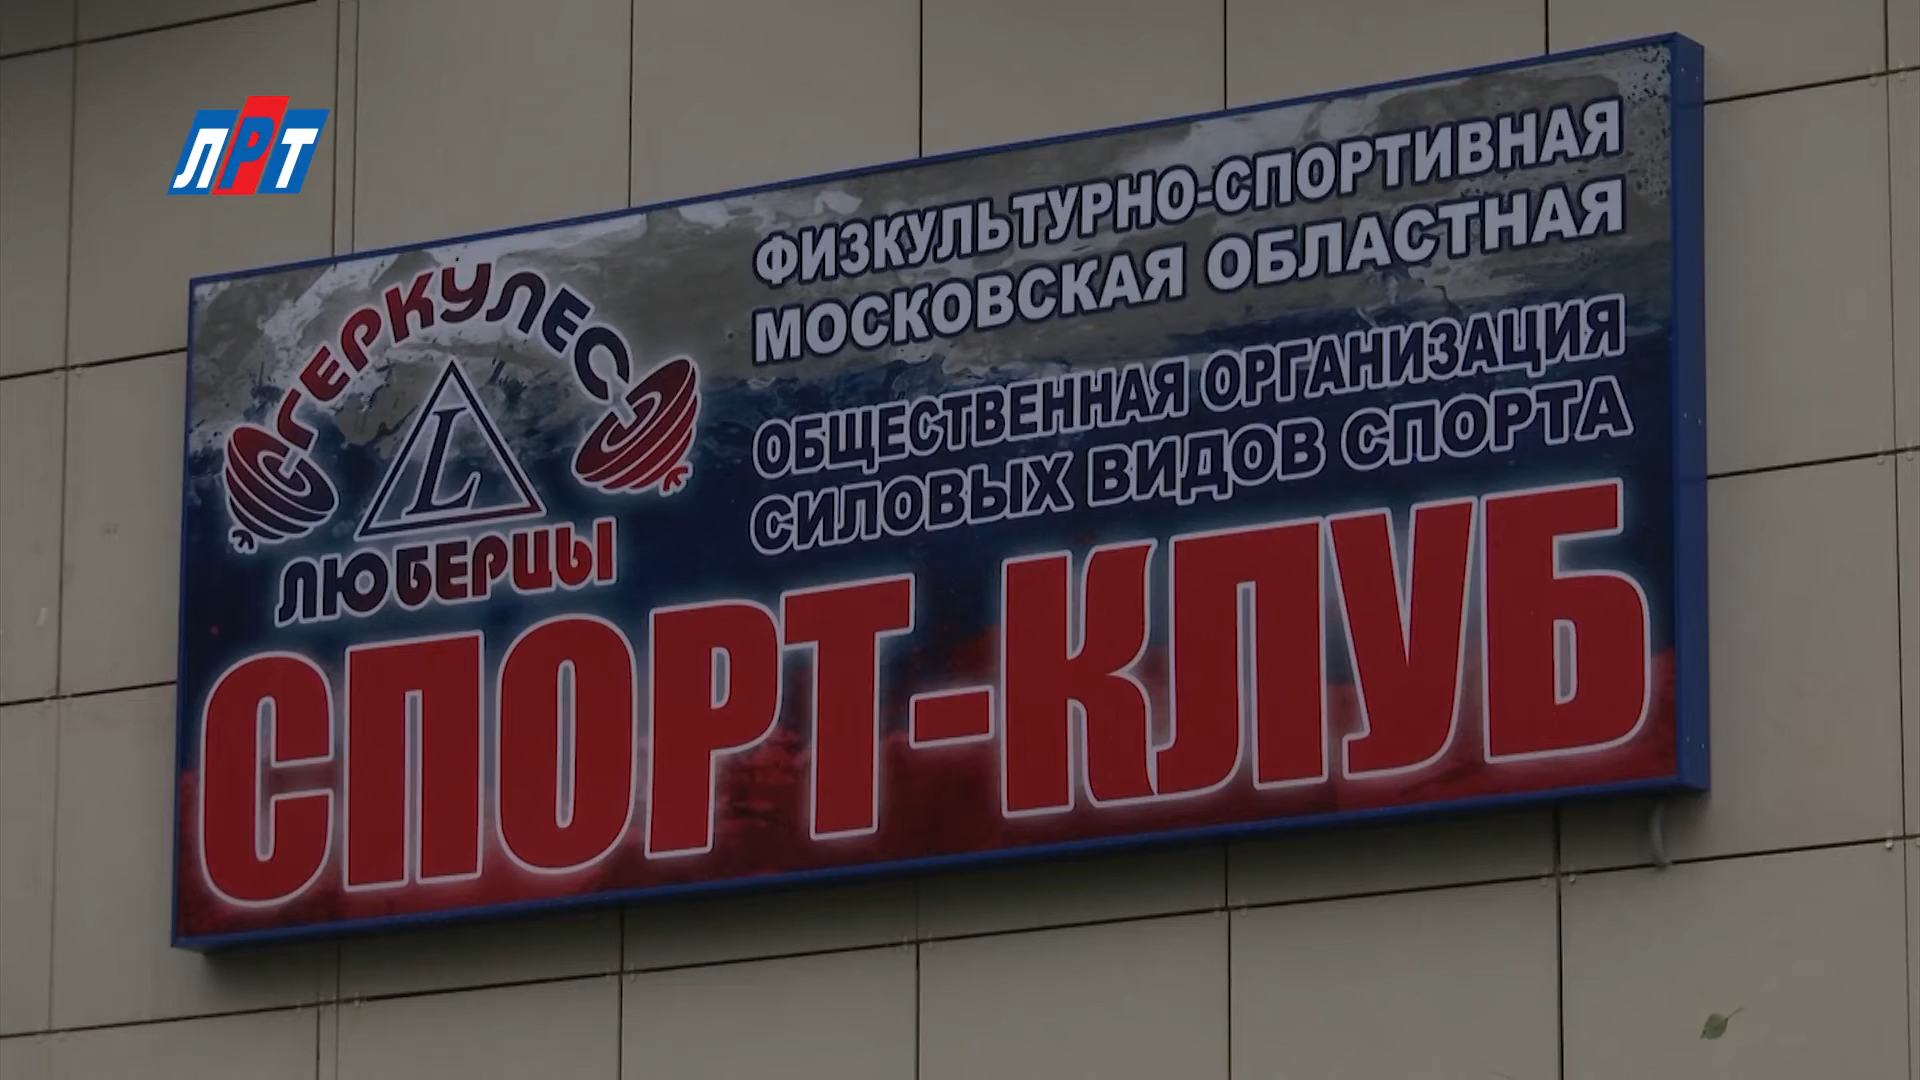 ЛРТ
ГЕРКУЛЕС
L
ЛЮБЕРЦЫ
ФИЗКУЛЬТУРНО-СПОРТИВНАЯ
МОСКОВСКАЯ ОБЛАСТНАЯ
ОБЩЕСТВЕННАЯ ОРГАНИЗАЦИЯ
СИЛОВЫХ ВИДОВ СПОРТА
СПОРТ-КЛУБ